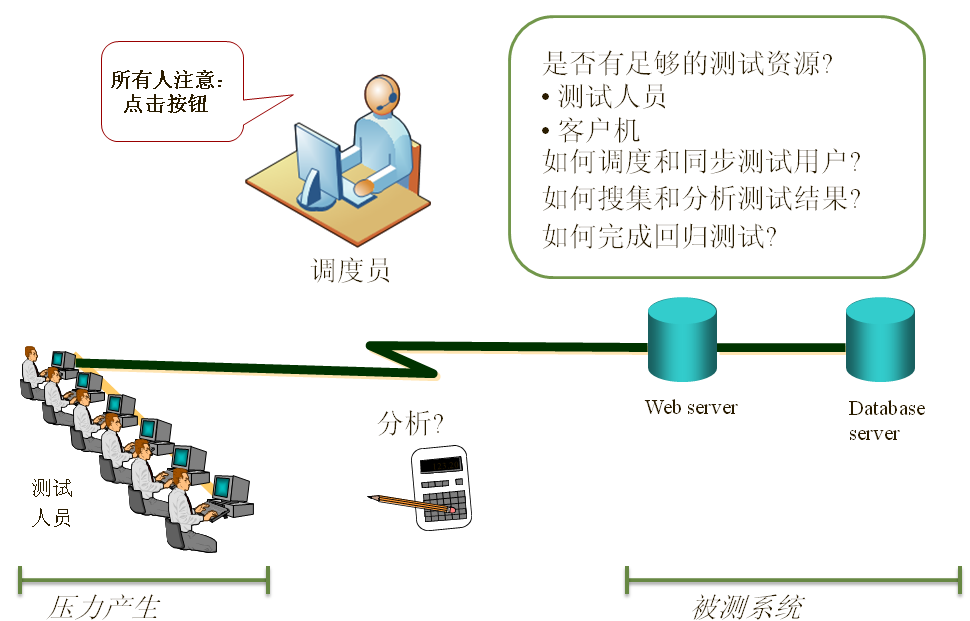 所有人注意：
点击按钮
是否有足够的测试资源?
• 测试人员
• 客户机
如何调度和同步测试用户?
如何搜集和分析测试结果?
如何完成回归测试?
调度员
Web server
Database
server
分析?
测试
人员
压力产生
被测系统